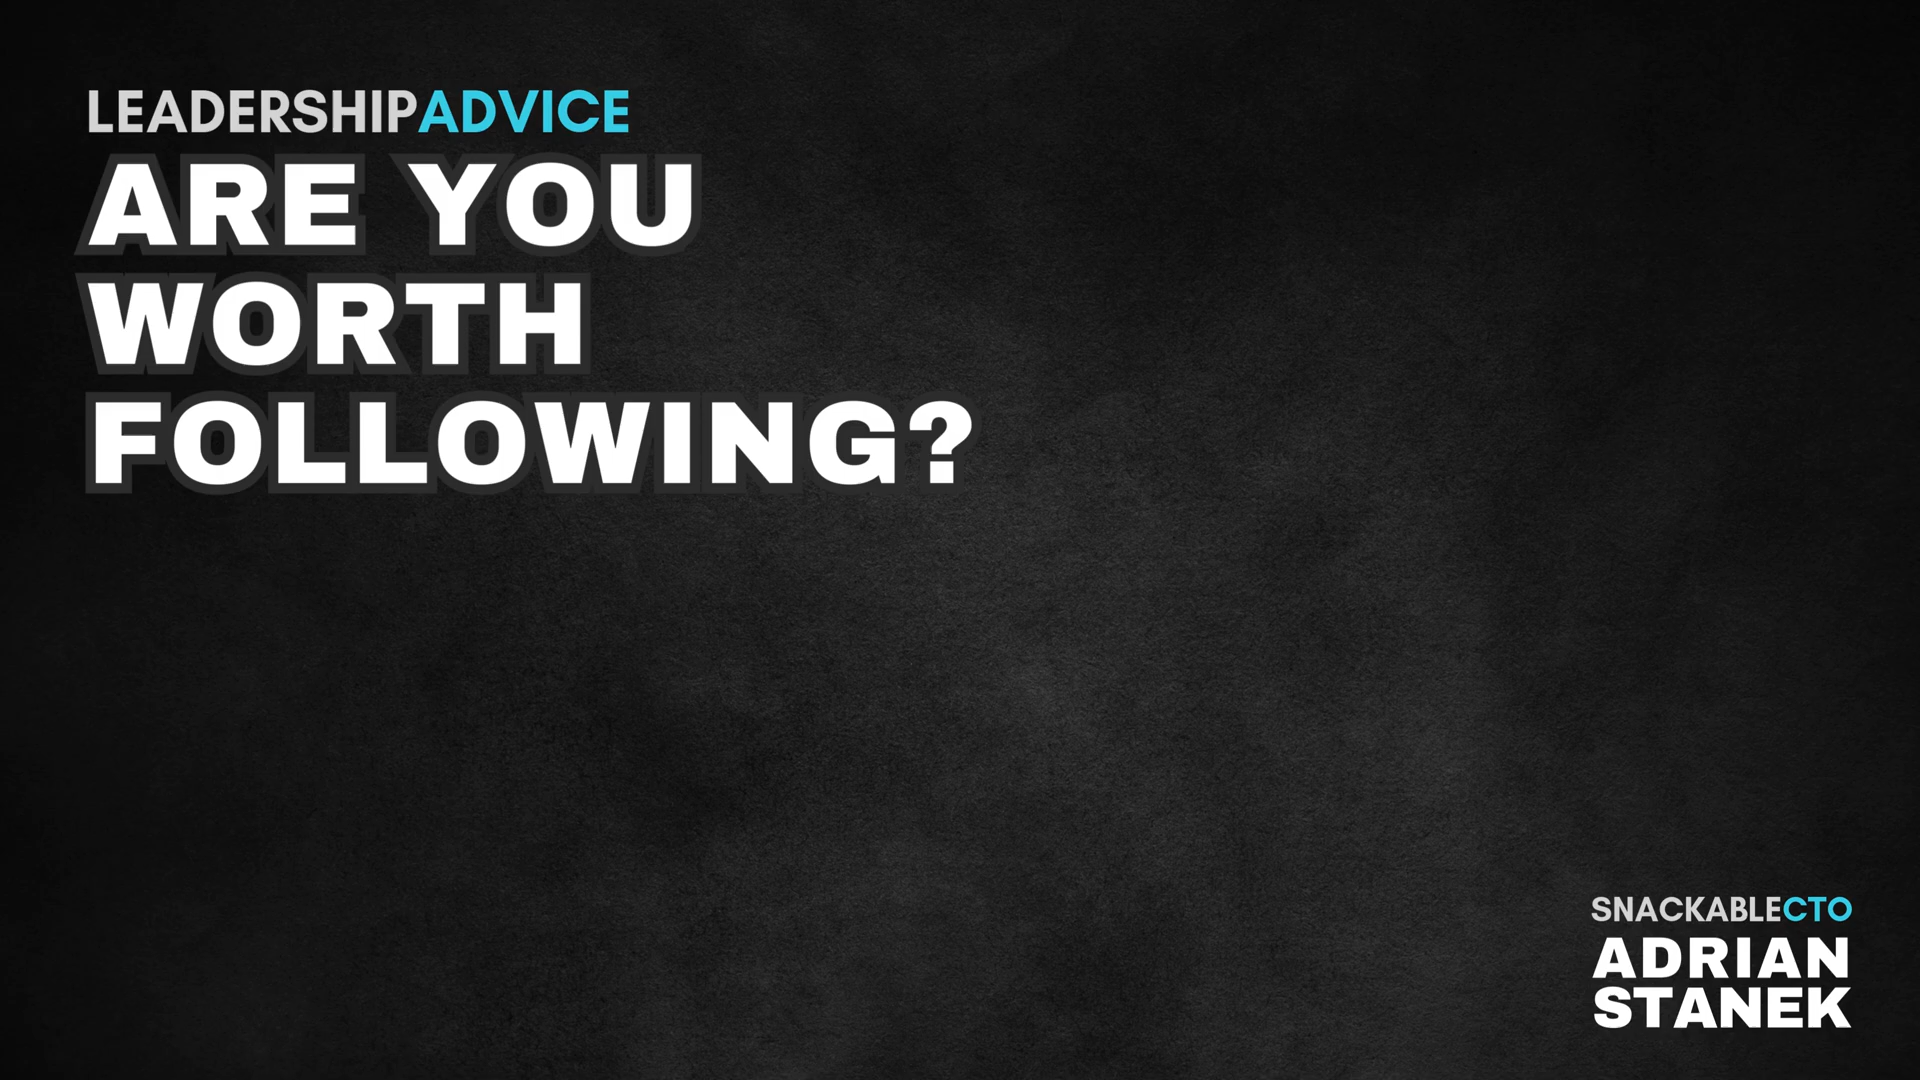 LEADERSHIPADVICE
ARE YOU
WORTH
FOLLOWING?
SNACKABLECTO
ADRIAN
STANEK